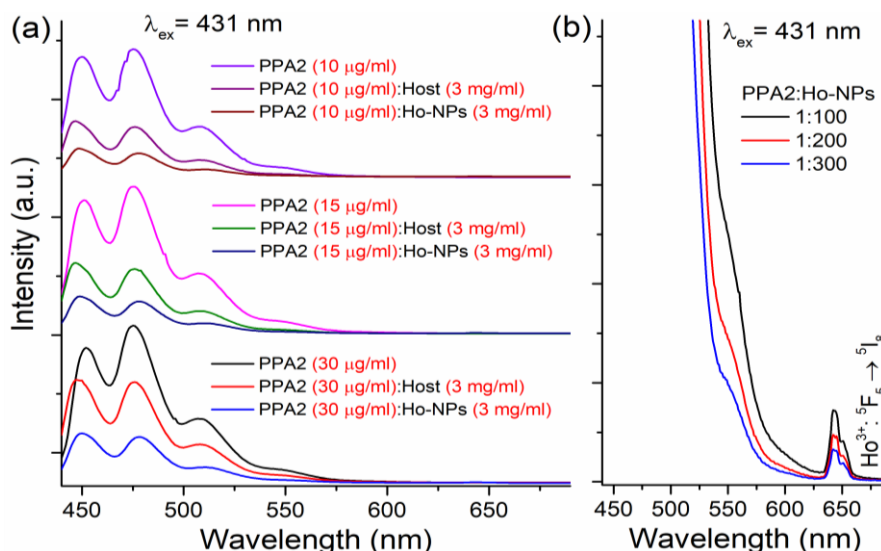 (a)
λex= 431 nm
PPA2 (10 μg/ml)
PPA2 (10 μg/ml):Host (3 mg/ml)
PPA2 (10 μg/ml):Ho-NPs (3 mg/ml)
PPA2 (15 μg/ml)
PPA2 (15 μg/ml):Host (3 mg/ml)
PPA2 (15 μg/ml):Ho-NPs (3 mg/ml)
PPA2 (30 μg/ml)
PPA2 (30 μg/ml):Host (3 mg/ml)
PPA2 (30 μg/ml):Ho-NPs (3 mg/ml)
Intensity (a.u.)
450 500 550 600 650
Wavelength (nm)
(b)
λex= 431 nm
PPA2:Ho-NPs
1:100
1:200
1:300
Ho3+: 5F5 → 5I8
450 500 550 600 650
Wavelength (nm)